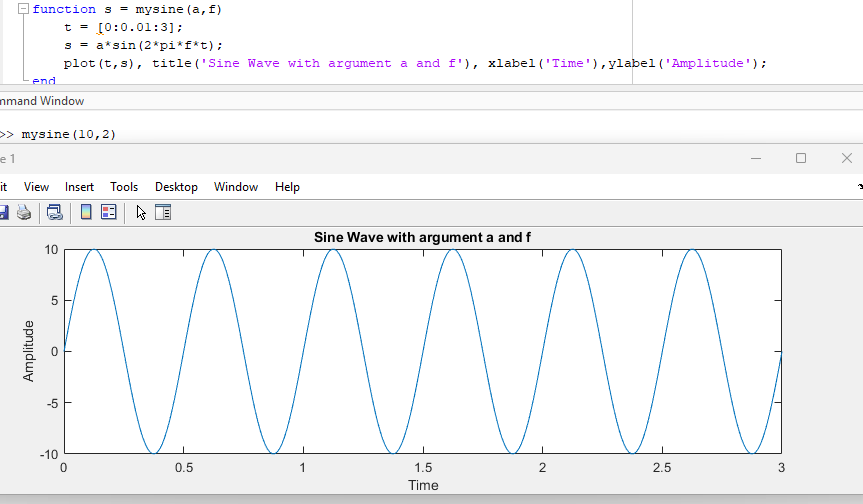 function s = mysine(a,f)
t = [0:0.01:3];
s = a*sin(2*pi*f*t);
plot(t,s), title('Sine Wave with argument a and f'), xlabel('Time'),ylabel('Amplitude');
end
mmand Window
>> mysine(10,2)
e 1
it View Insert Tools Desktop Window Help
Sine Wave with argument a and f
10
5
0
-5
-10
Amplitude
0 0.5 1 1.5 2 2.5 3
Time